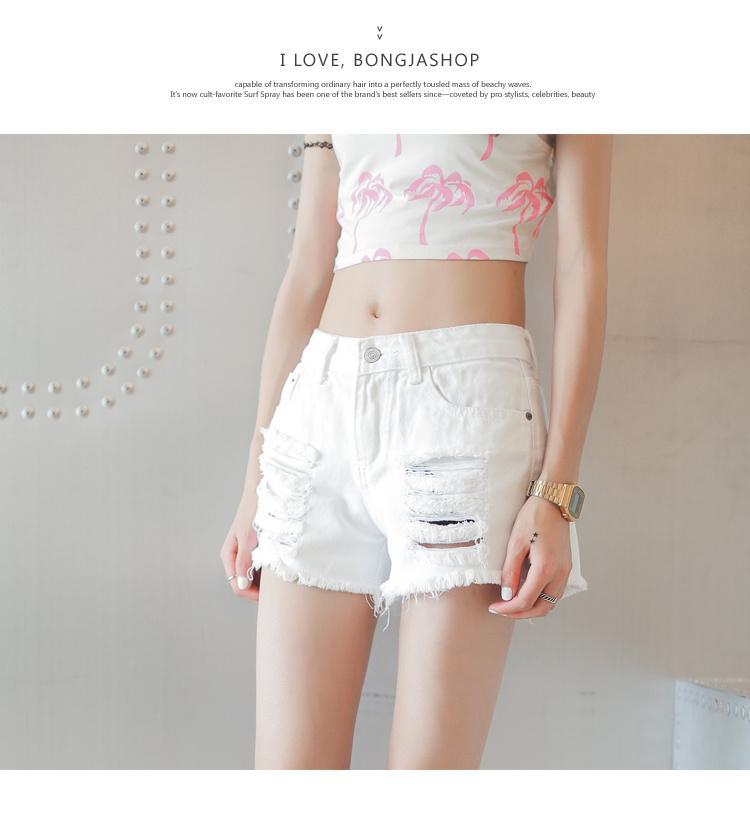 I LOVE, BONGJASHOP
capable of transforming ordinary hair into a perfectly tousled mass of beachy waves.
It's now cult-favorite Surf Spray has been one of the brand's best sellers since—coveted by pro stylists, celebrities, beauty